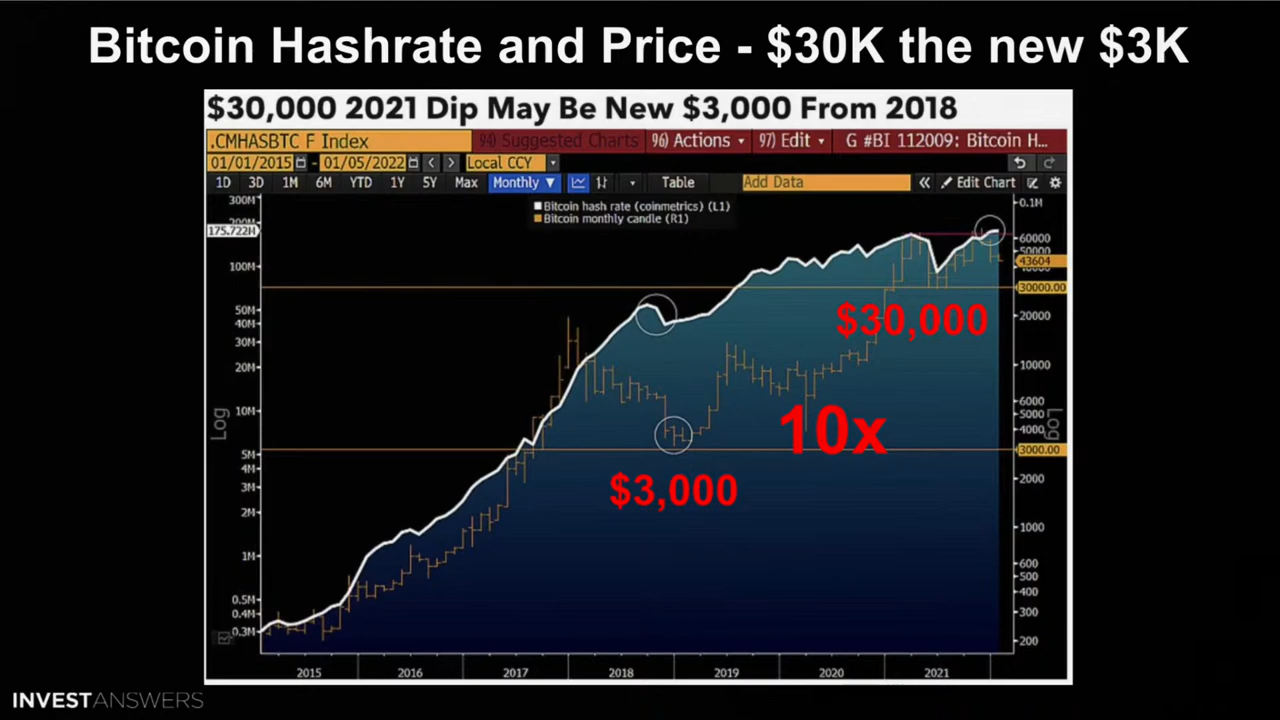 Bitcoin Hashrate and Price - $30K the new $3K
$30,000 2021 Dip May Be New $3,000 From 2018
.CMHASBTC F Index 94) Suggested Charts 96) Actions 97) Edit G #BI 112009: Bitcoin H...
01/01/2015 - 01/05/2022 < > Local CCY
1D 3D 1M 6M YTD 1Y 5Y Max Monthly ▼ Table Add Data « Edit Chart
Bitcoin hash rate (coinmetrics) (L1)
Bitcoin monthly candle (R1)
300M
200M
175.722M
100M
50M
40M
30M
20M
10M
5M
4M
3M
2M
1M
0.5M
0.4M
0.3M
Log
0.1M
60000
43604
30000.00
20000
10000
6000
5000
4000
3000.00
2000
1000
600
500
400
300
200
Log
$30,000
10x
$3,000
2015 2016 2017 2018 2019 2020 2021
INVESTANSWERS